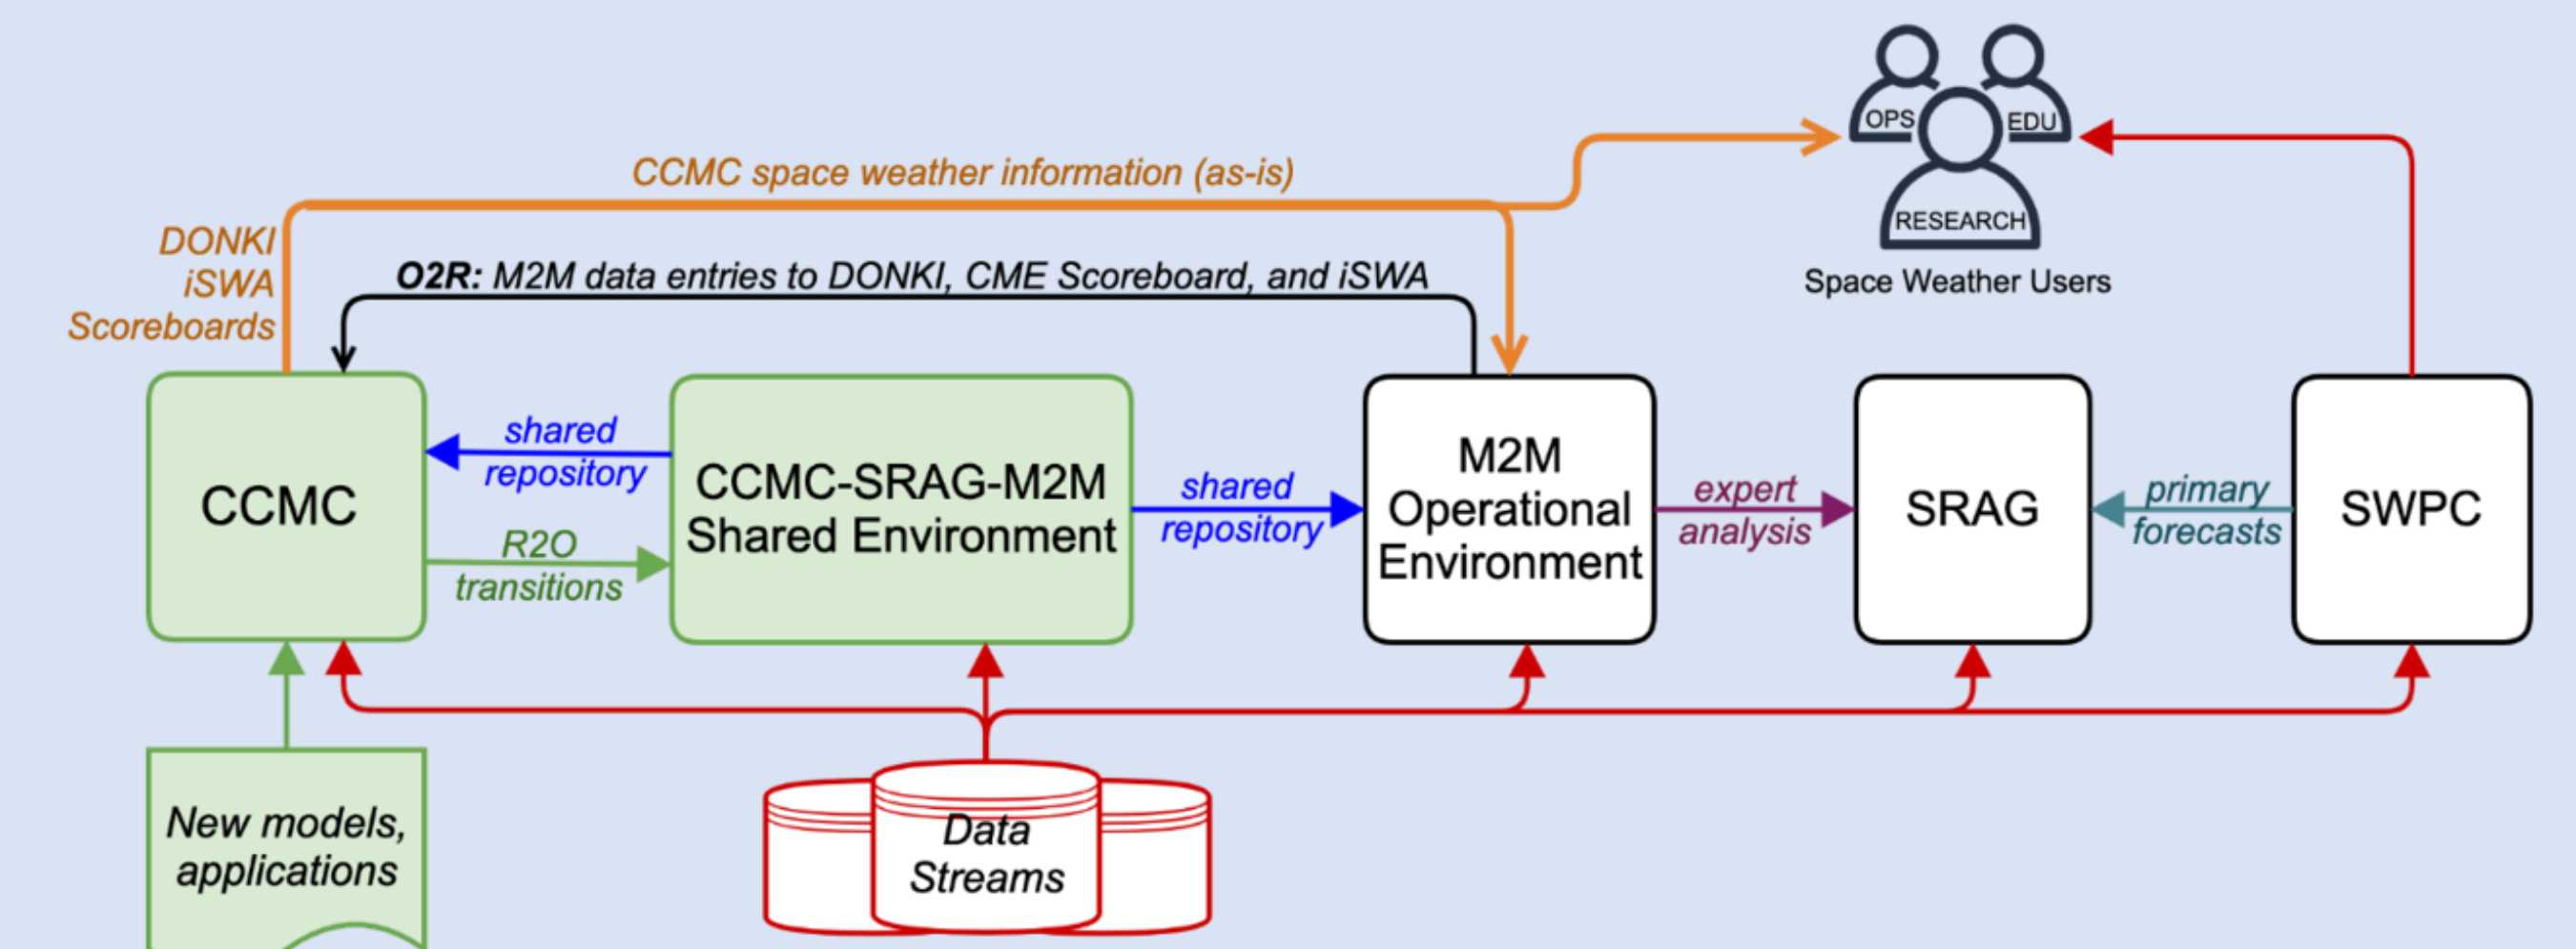 OPS
EDU
RESEARCH
Space Weather Users
CCMC space weather information (as-is)
DONKI
iSWA
Scoreboards
O2R: M2M data entries to DONKI, CME Scoreboard, and iSWA
CCMC
shared
repository
R2O
transitions
CCMC-SRAG-M2M
Shared Environment
shared
repository
M2M
Operational
Environment
expert
analysis
SRAG
primary
forecasts
SWPC
New models,
applications
Data
Streams